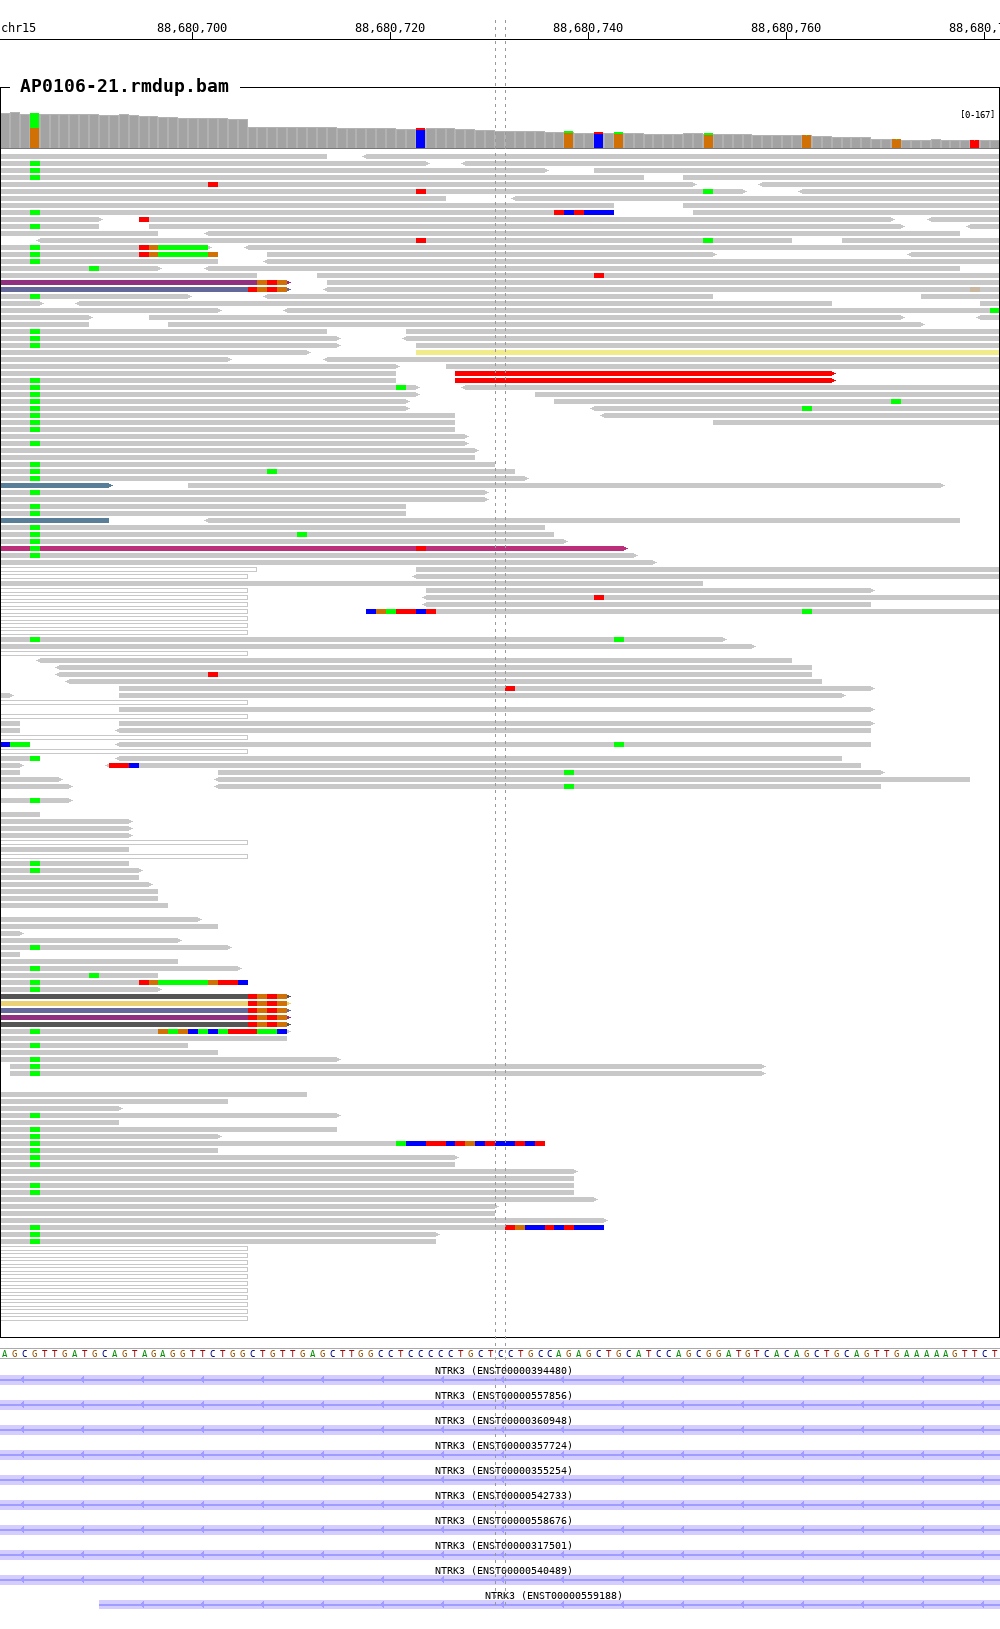 chr15 88,680,700 88,680,720 88,680,740 88,680,760 88,680,7
AP0106-21.rmdup.bam
[0-167]
AGCGTTGATGCAGTAGAGGTTCTGGCTGTTGAGCTTGGCCTCCCCCTGCTCCTGCCAGAGCTGCATCCAGCGGATGTCACAGCTGCAGTTGAAAAAGTTCT
NTRK3 (ENST00000394480)
NTRK3 (ENST00000557856)
NTRK3 (ENST00000360948)
NTRK3 (ENST00000357724)
NTRK3 (ENST00000355254)
NTRK3 (ENST00000542733)
NTRK3 (ENST00000558676)
NTRK3 (ENST00000317501)
NTRK3 (ENST00000540489)
NTRK3 (ENST00000559188)